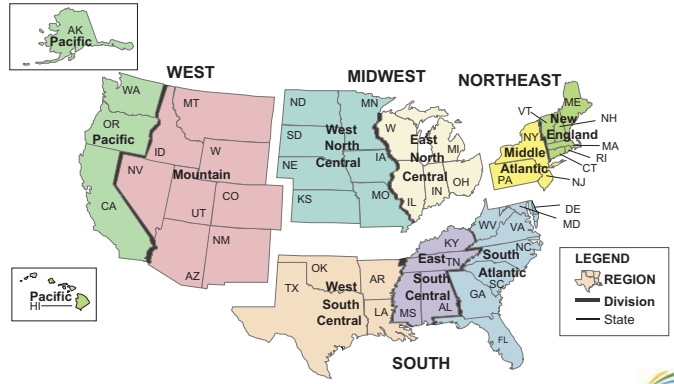 AK
Pacific
WEST
MIDWEST
NORTHEAST
WA
OR
Pacific
CA
MT
ID
W
NV
Mountain
UT
CO
AZ
NM
ND
MN
SD
West
North
Central
NE
IA
KS
MO
W
East
North
Central
MI
IL
IN
OH
VT
ME
New
England
NH
MA
RI
CT
NY
Middle
Atlantic
PA
NJ
DE
MD
WV
VA
KY
NC
East
South
Central
TN
South
Atlantic
SC
MS
AL
GA
FL
OK
AR
TX
West
South
Central
LA
SOUTH
Pacific
HI
LEGEND
REGION
Division
State